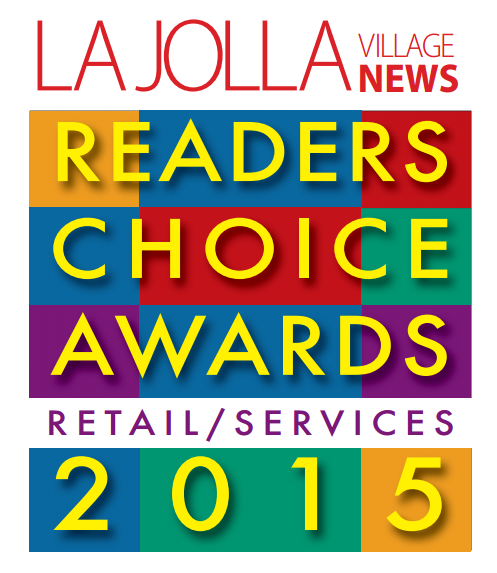 LA JOLLA VILLAGE NEWS
READERS
CHOICE
AWARDS
RETAIL/SERVICES
2015